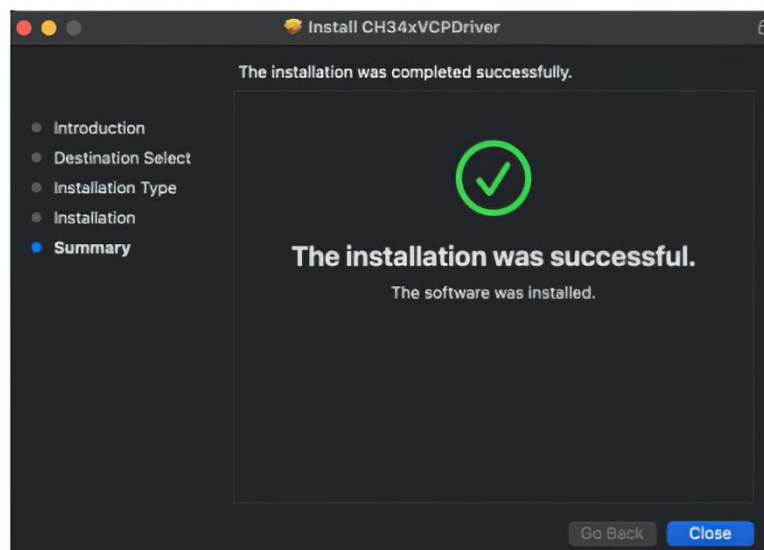 Install CH34xVCPDriver
The installation was completed successfully.
Introduction
Destination Select
Installation Type
Installation
Summary
The installation was successful.
The software was installed.
Go Back
Close